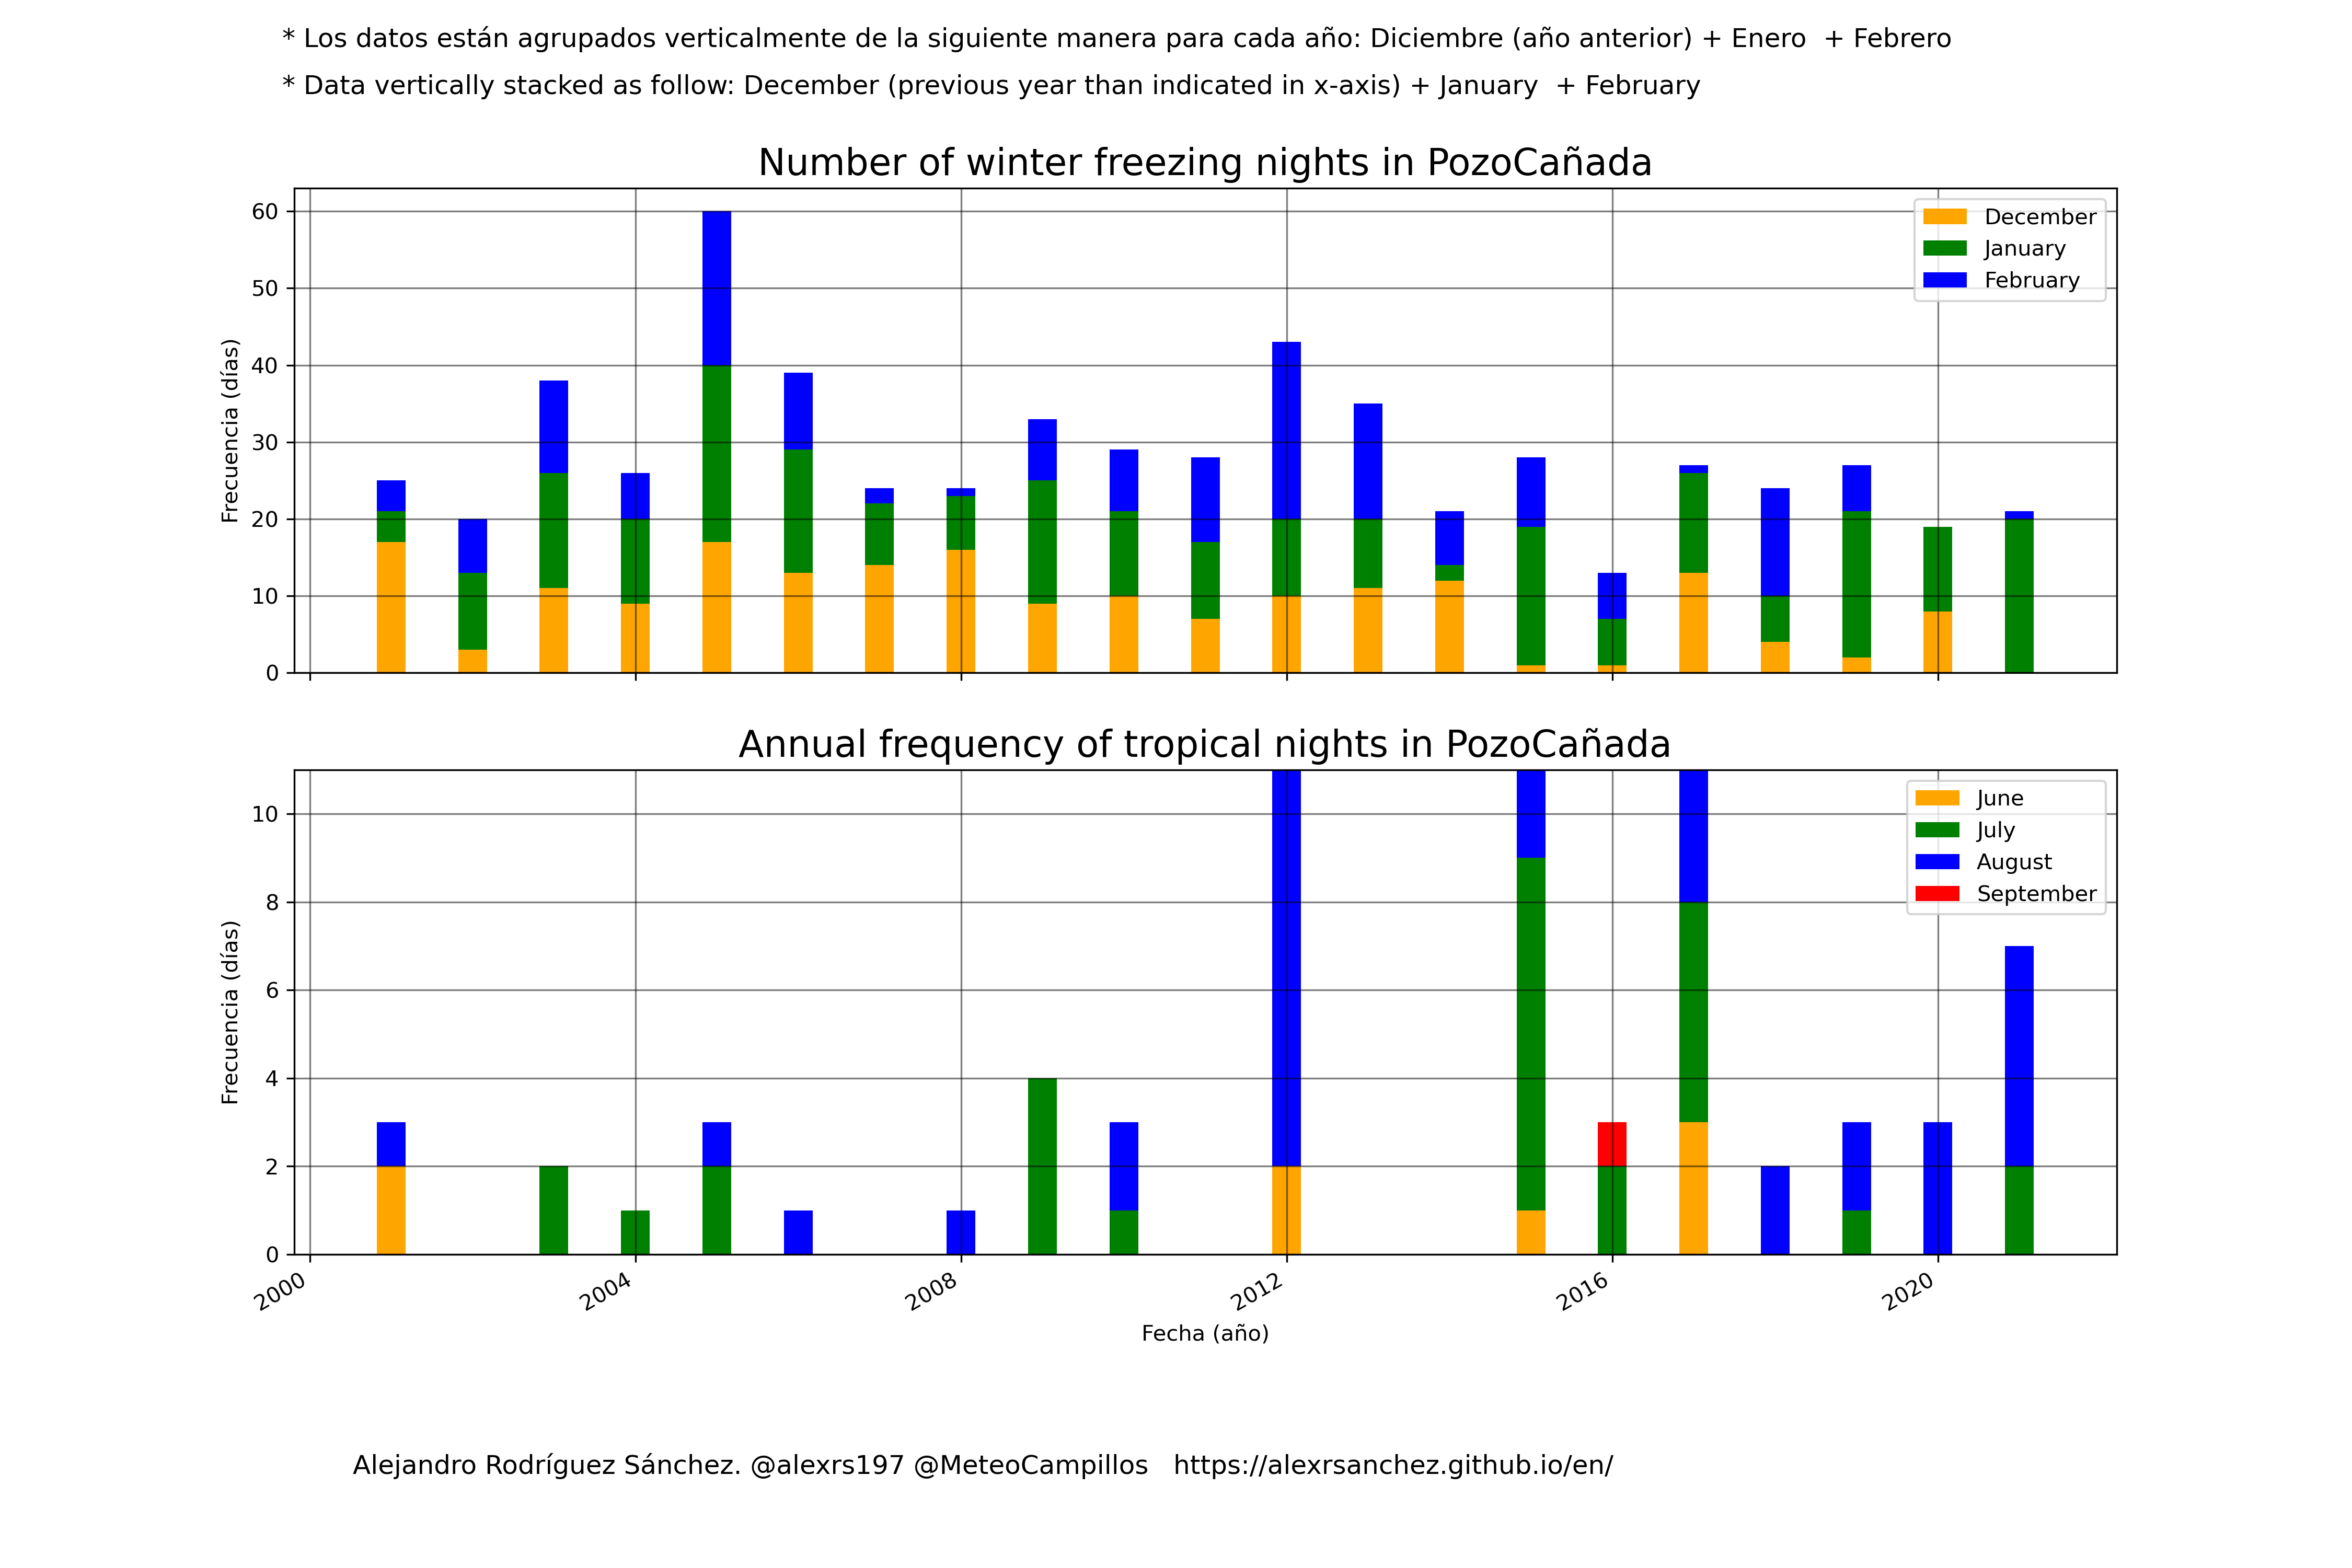 * Los datos están agrupados verticalmente de la siguiente manera para cada año: Diciembre (año anterior) + Enero  + Febrero
* Data vertically stacked as follow: December (previous year than indicated in x-axis) + January  + February
Number of winter freezing nights in PozoCañada
60
50
40
30
20
10
0
Frecuencia (días)
December
January
February
Annual frequency of tropical nights in PozoCañada
10
8
6
4
2
0
Frecuencia (días)
June
July
August
September
2000
2004
2008
2012
2016
2020
Fecha (año)
Alejandro Rodríguez Sánchez. @alexrs197 @MeteoCampillos   https://alexrsanchez.github.io/en/